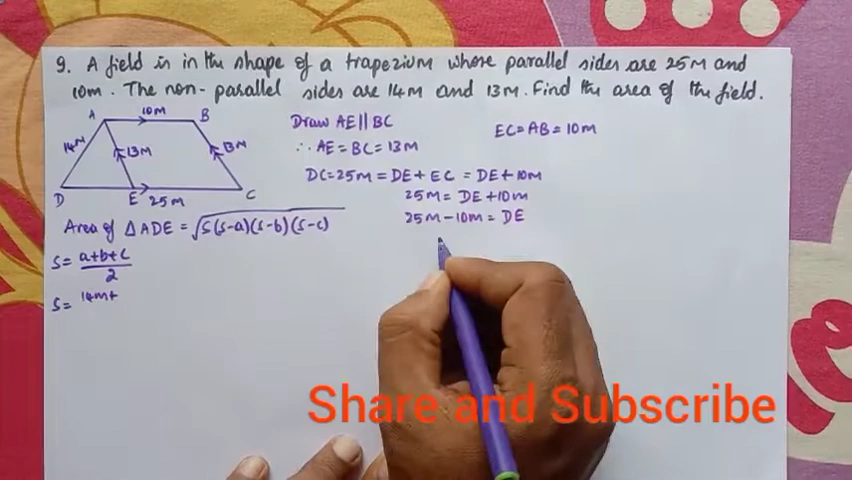 9. A field is in the shape of a trapezium whose parallel sides are 25m and
10m. The non-parallel sides are 14m and 13m. Find the area of the field.
A 10m B
14m 13m 13m
D E 25m C
Draw AE || BC
∴ AE = BC = 13m
EC = AB = 10m
DC = 25m = DE + EC = DE + 10m
25m = DE + 10m
25m - 10m = DE
Area of △ADE = √s(s-a)(s-b)(s-c)
s = a+b+c / 2
s = 14m+
Share and Subscribe